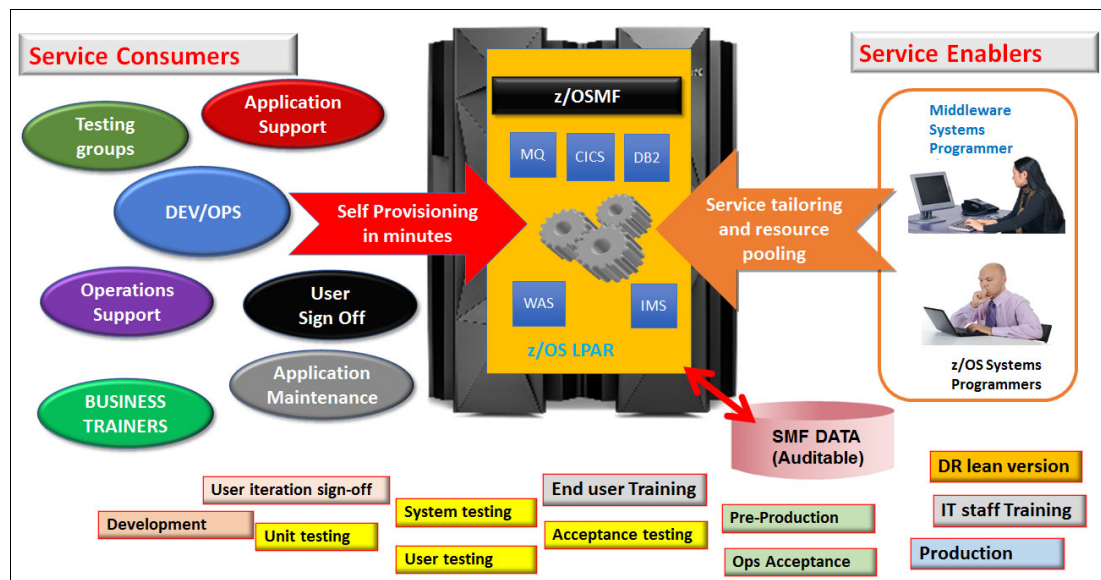 Service Consumers
Service Enablers
Testing
groups
Application
Support
DEV/OPS
Operations
Support
User
Sign Off
Application
Maintenance
BUSINESS
TRAINERS
Self Provisioning
in minutes
z/OSMF
MQ
CICS
DB2
WAS
IMS
z/OS LPAR
Service tailoring
and resource
pooling
Middleware
Systems
Programmer
z/OS Systems
Programmers
SMF DATA
(Auditable)
User iteration sign-off
Development
Unit testing
System testing
User testing
End user Training
Acceptance testing
Pre-Production
Ops Acceptance
DR lean version
IT staff Training
Production